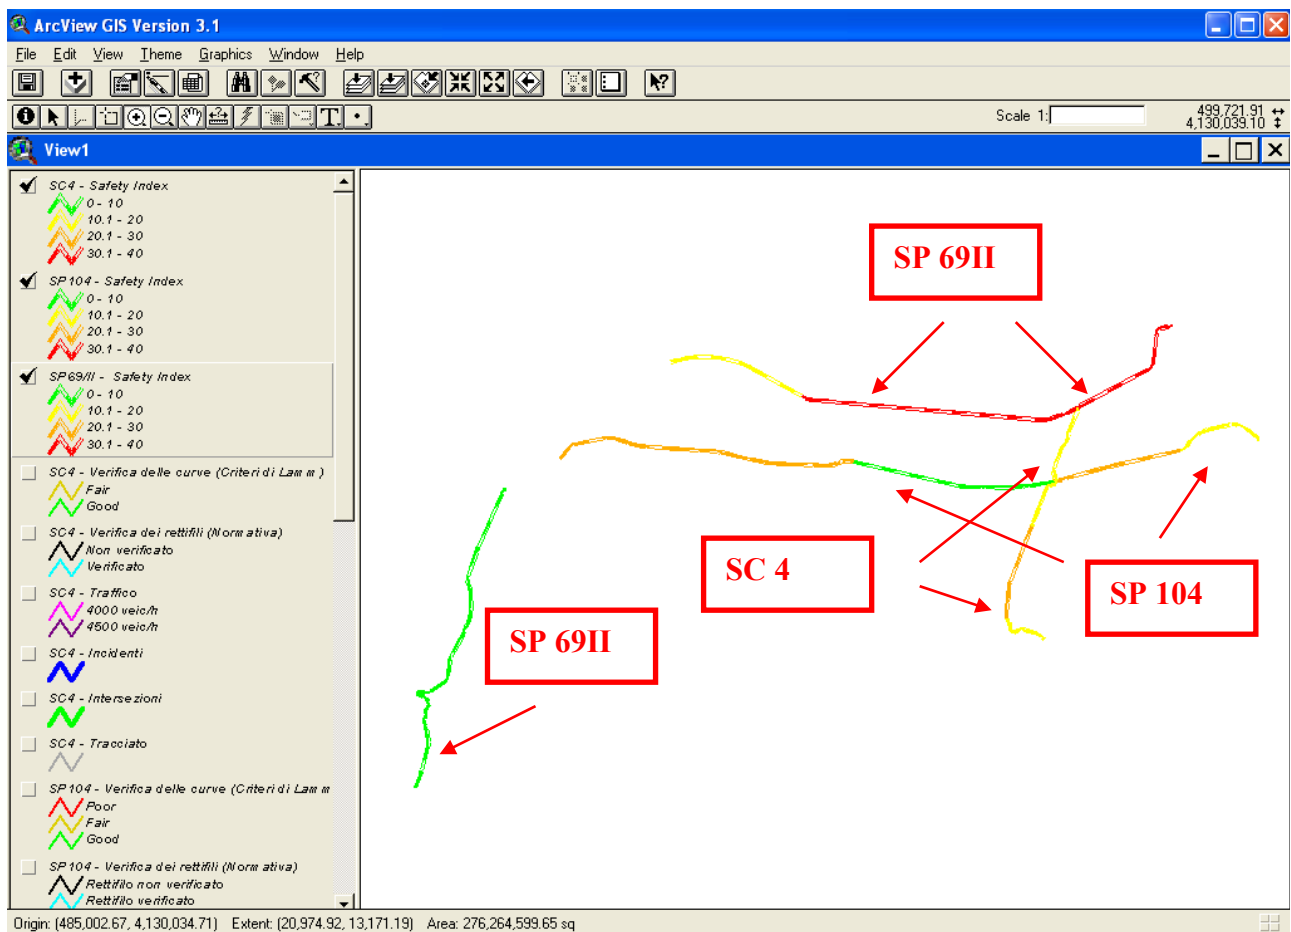 ArcView GIS Version 3.1
File Edit View Theme Graphics Window Help
Scale 1:
499,721.91
4,130,039.10
View1
SC4 - Safety Index
0 - 10
10.1 - 20
20.1 - 30
30.1 - 40
SP104 - Safety Index
0 - 10
10.1 - 20
20.1 - 30
30.1 - 40
SP69/II - Safety Index
0 - 10
10.1 - 20
20.1 - 30
30.1 - 40
SC4 - Verifica delle curve (Criteri di Lamm)
Fair
Good
SC4 - Verifica dei rettifili (Normativa)
Non verificato
Verificato
SC4 - Traffico
4000 veic/h
4500 veic/h
SC4 - Incidenti
SC4 - Intersezioni
SC4 - Tracciato
SP104 - Verifica delle curve (Criteri di Lamm
Poor
Fair
Good
SP104 - Verifica dei rettifili (Normativa)
Rettifilo non verificato
Rettifilo verificato
SP 69II
SC 4
SP 104
SP 69II
Origin: (485,002.67, 4,130,034.71) Extent: (20,974.92, 13,171.19) Area: 276,264,599.65 sq